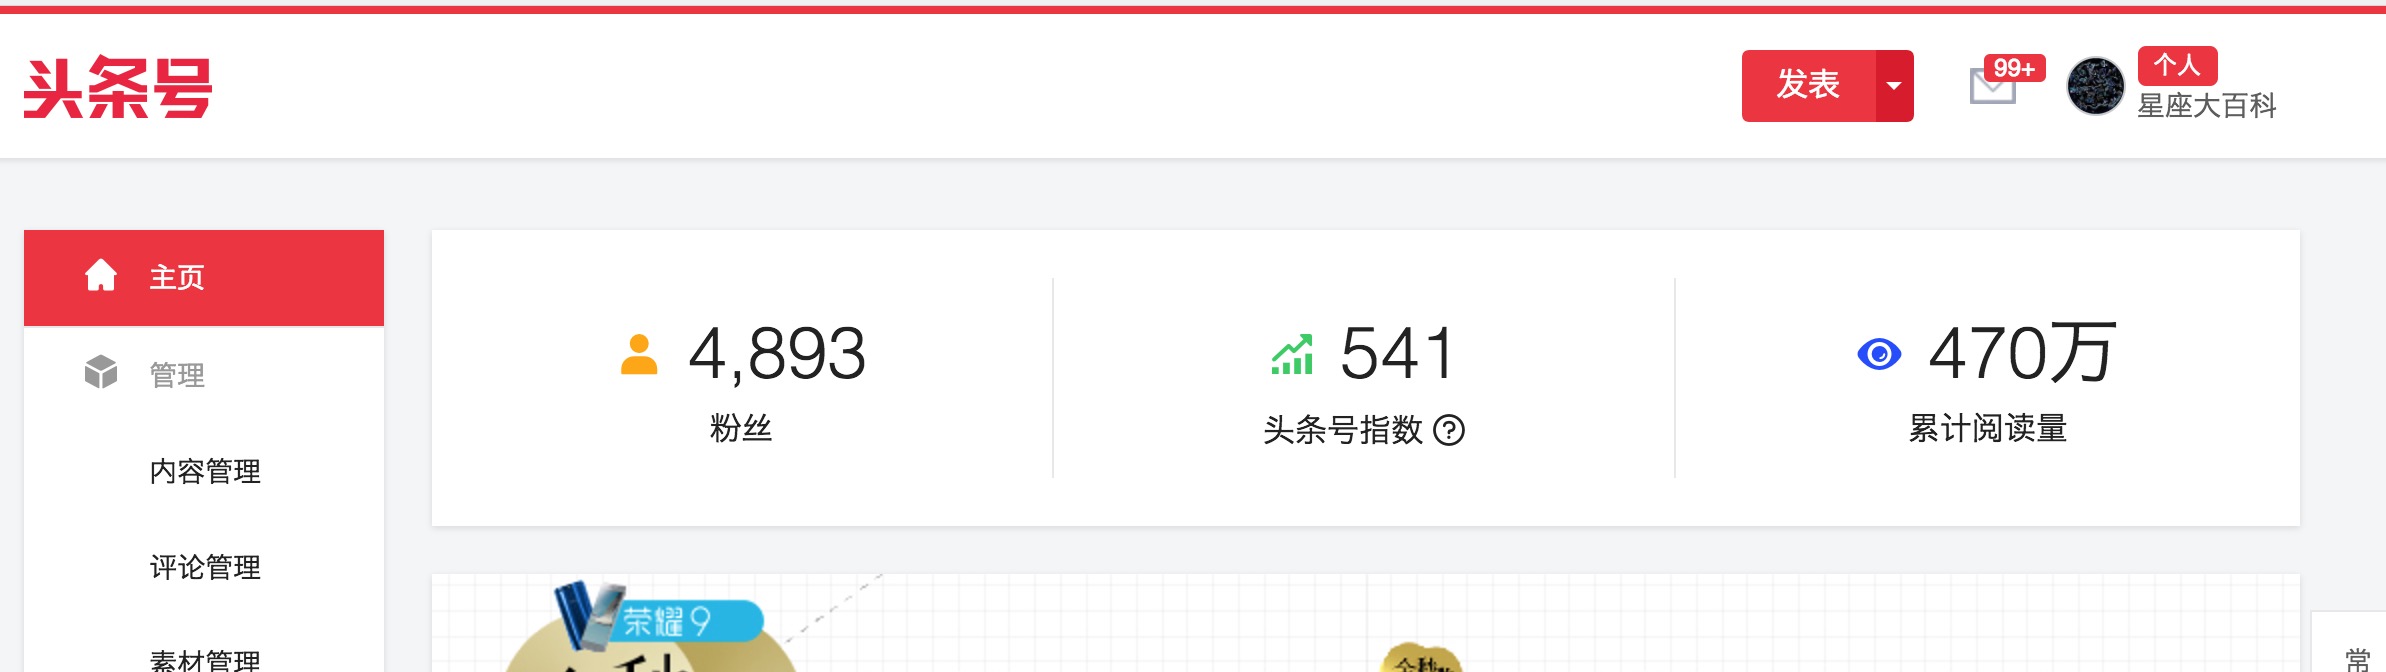 头条号
发表
99+
个人
星座大百科
主页
管理
内容管理
评论管理
素材管理
4,893
粉丝
541
头条号指数
470万
累计阅读量
荣耀9
常